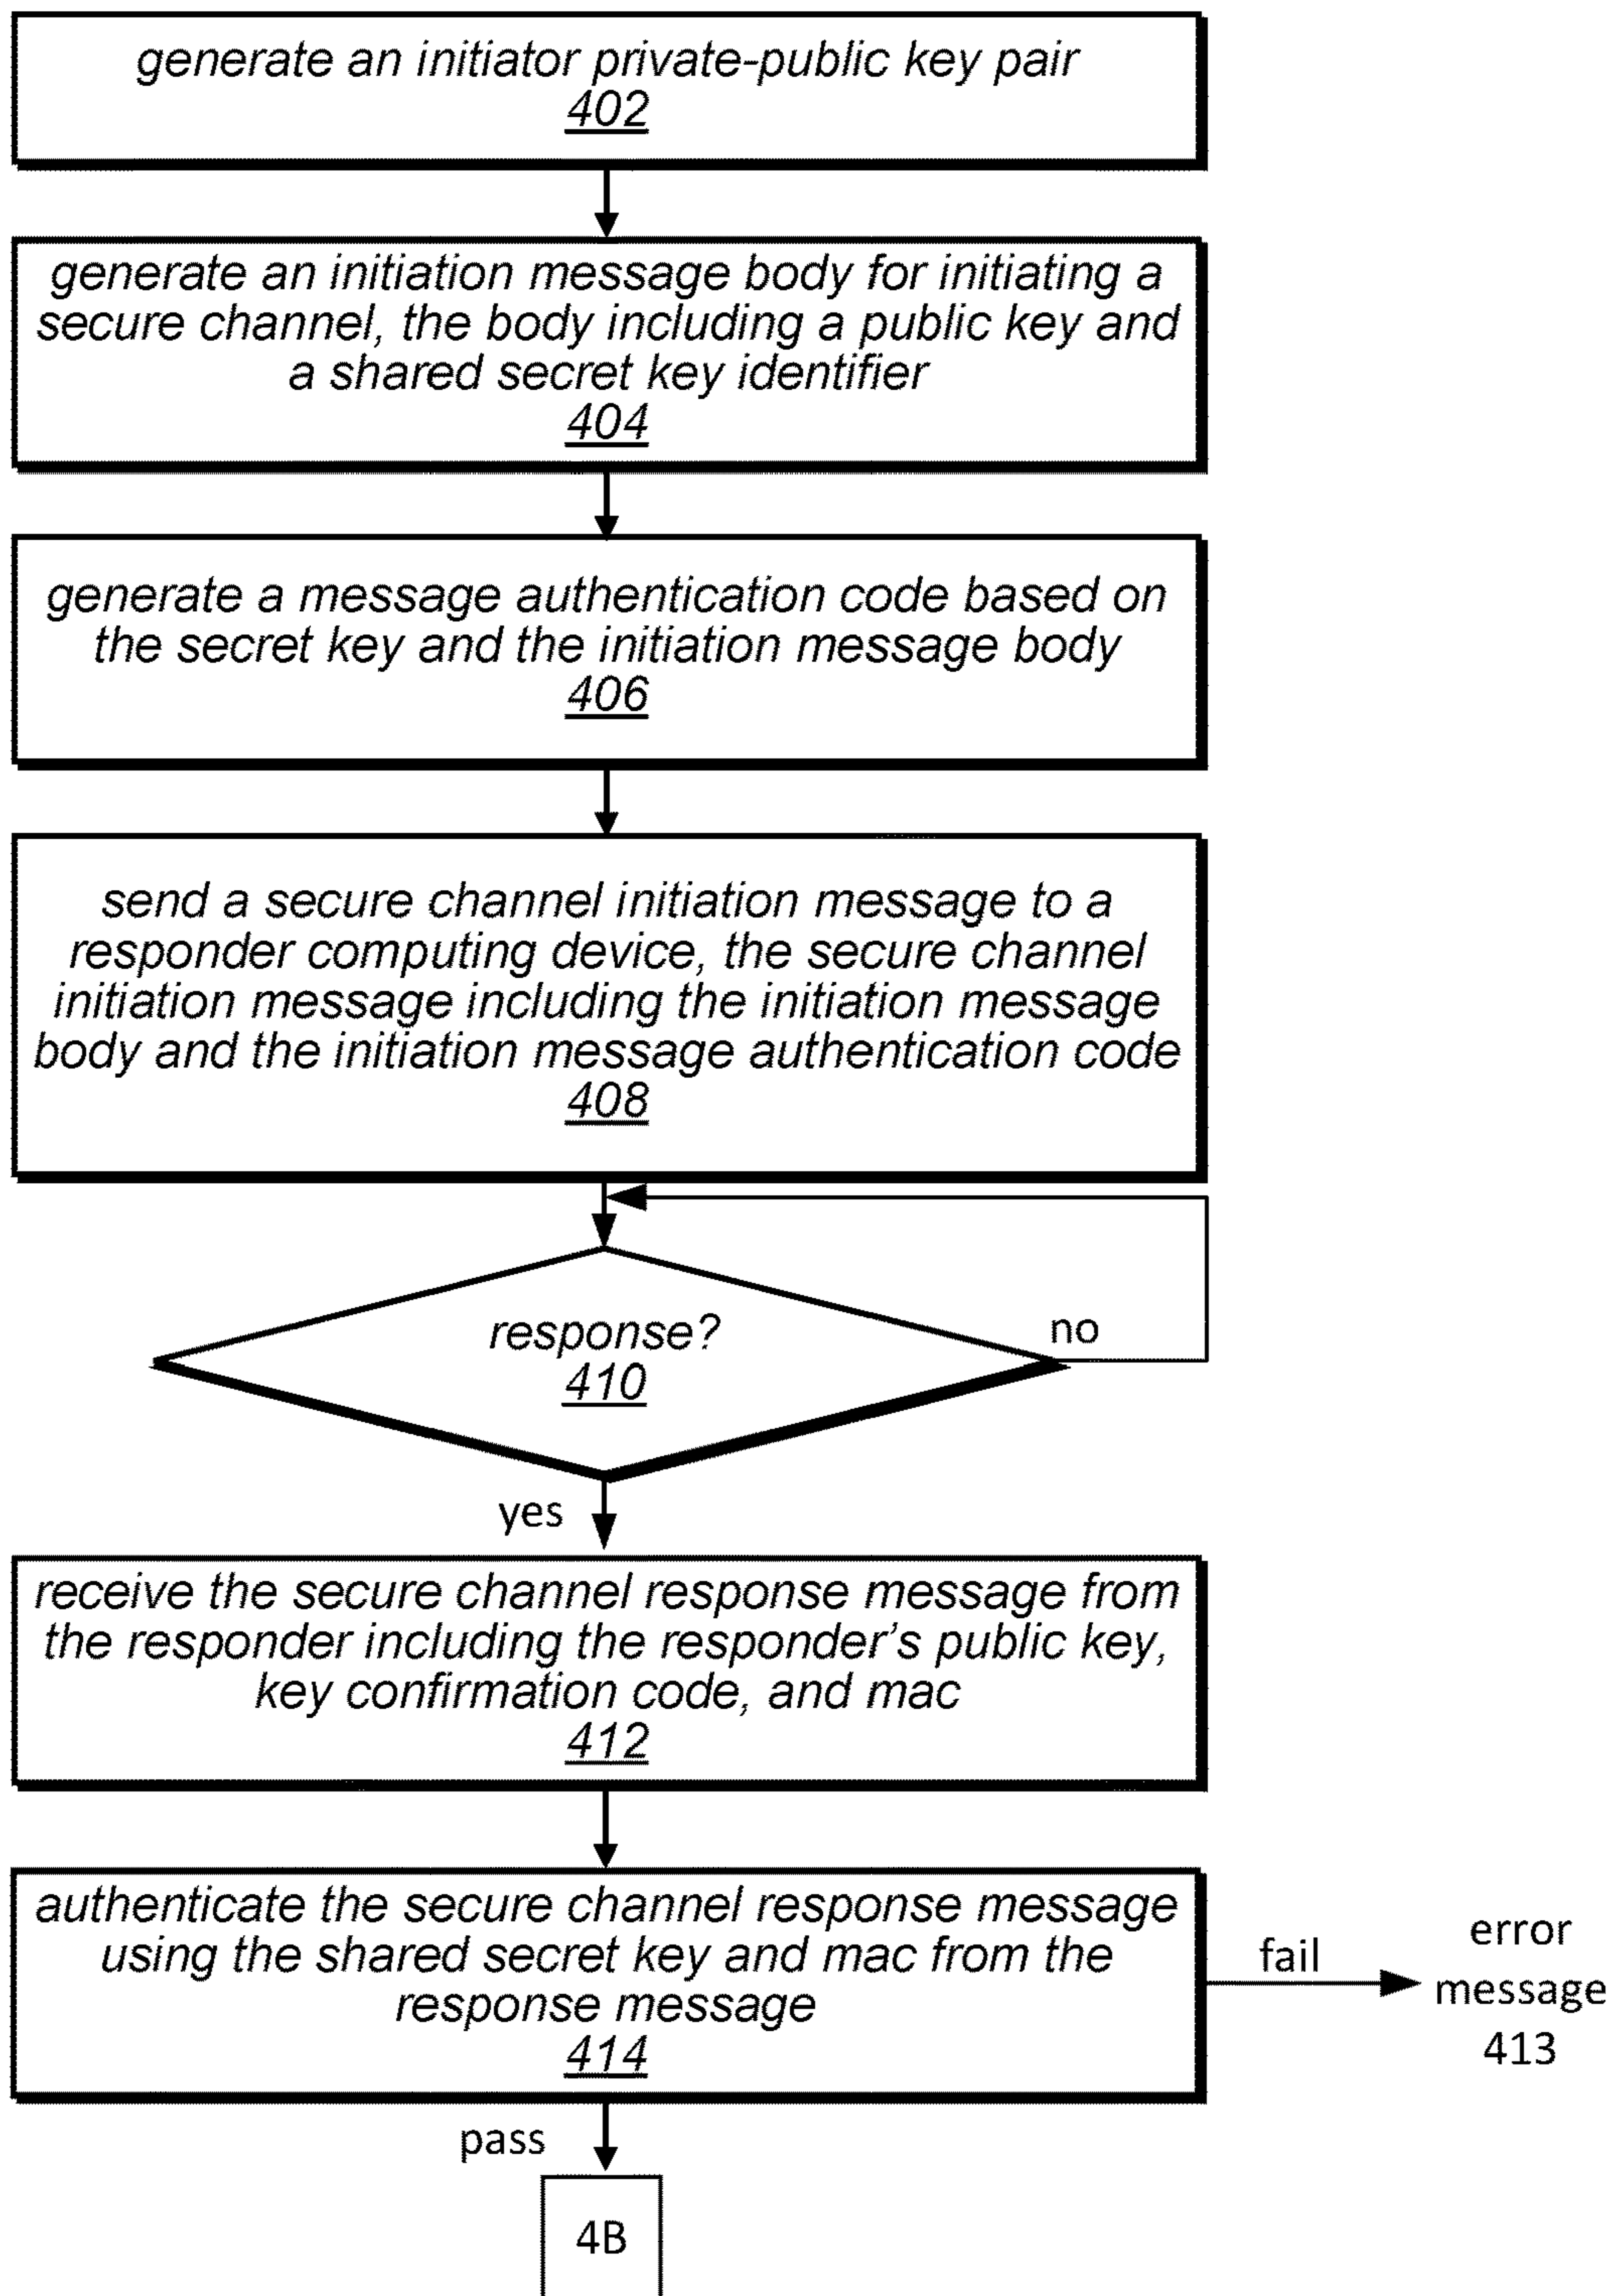 generate an initiator private-public key pair
402
generate an initiation message body for initiating a
secure channel, the body including a public key and
a shared secret key identifier
404
generate a message authentication code based on
the secret key and the initiation message body
406
send a secure channel initiation message to a
responder computing device, the secure channel
initiation message including the initiation message
body and the initiation message authentication code
408
response?
410
no
yes
receive the secure channel response message from
the responder including the responder's public key,
key confirmation code, and mac
412
authenticate the secure channel response message
using the shared secret key and mac from the
response message
414
fail
error
message
413
pass
4B